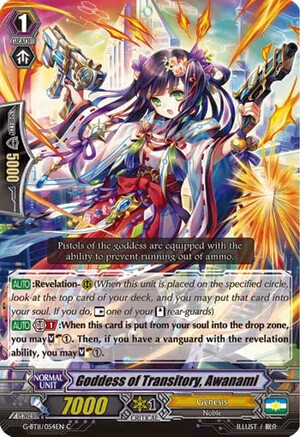 1
GRADE
5000
Pistols of the goddess are equipped with the
ability to prevent running out of ammo.
AUTO :Revelation- (When this unit is placed on the specified circle,
look at the top card of your deck, and you may put that card into
your soul. If you do, one of your rear-guards)
AUTO GB 1 :When this card is put from your soul into the drop zone,
you may ①. Then, if you have a vanguard with the revelation
ability, you may ①.
NORMAL UNIT
Goddess of Transitory, Awanami
POWER
7000
1
CRITICAL
Genesis
Noble
G-BT11/054EN C